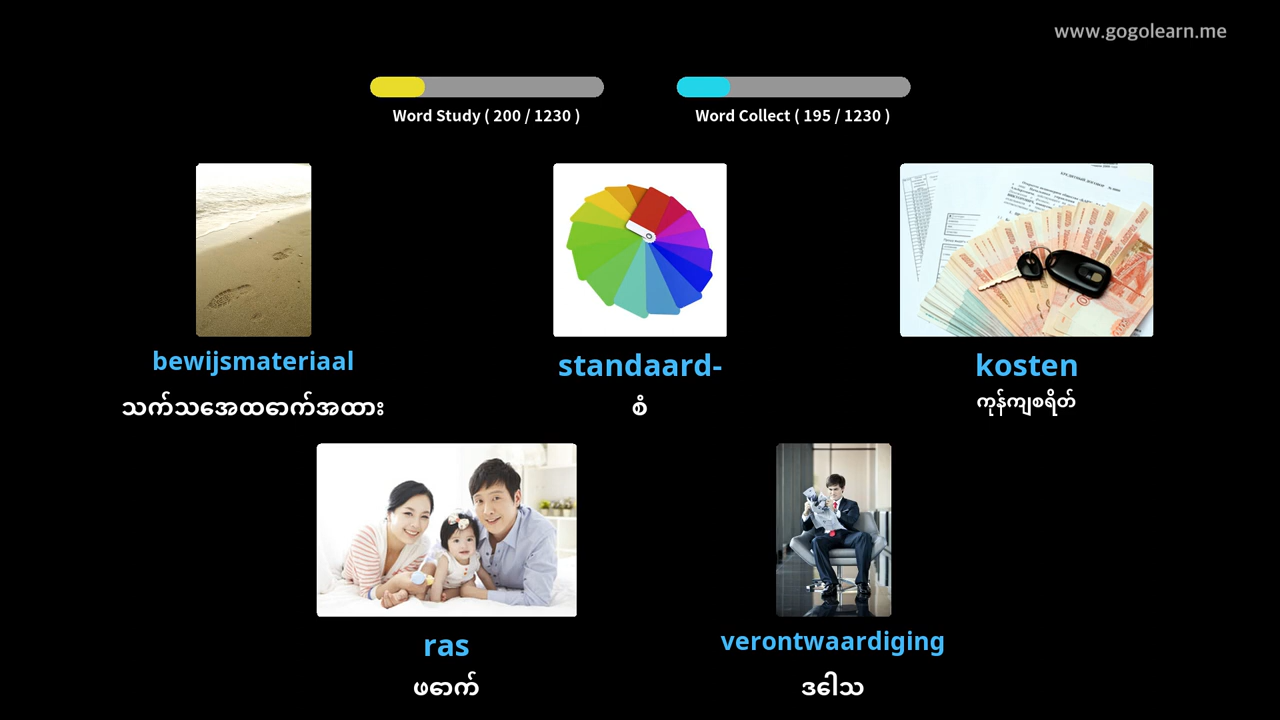 www.gogolearn.me
Word Study ( 200 / 1230 )
Word Collect ( 195 / 1230 )
bewijsmateriaal
standaard-
kosten
သက်သေအထောက်အထား
စံ
ကုန်ကျစရိတ်
ras
verontwaardiging
ဖောက်
ဒေါသ